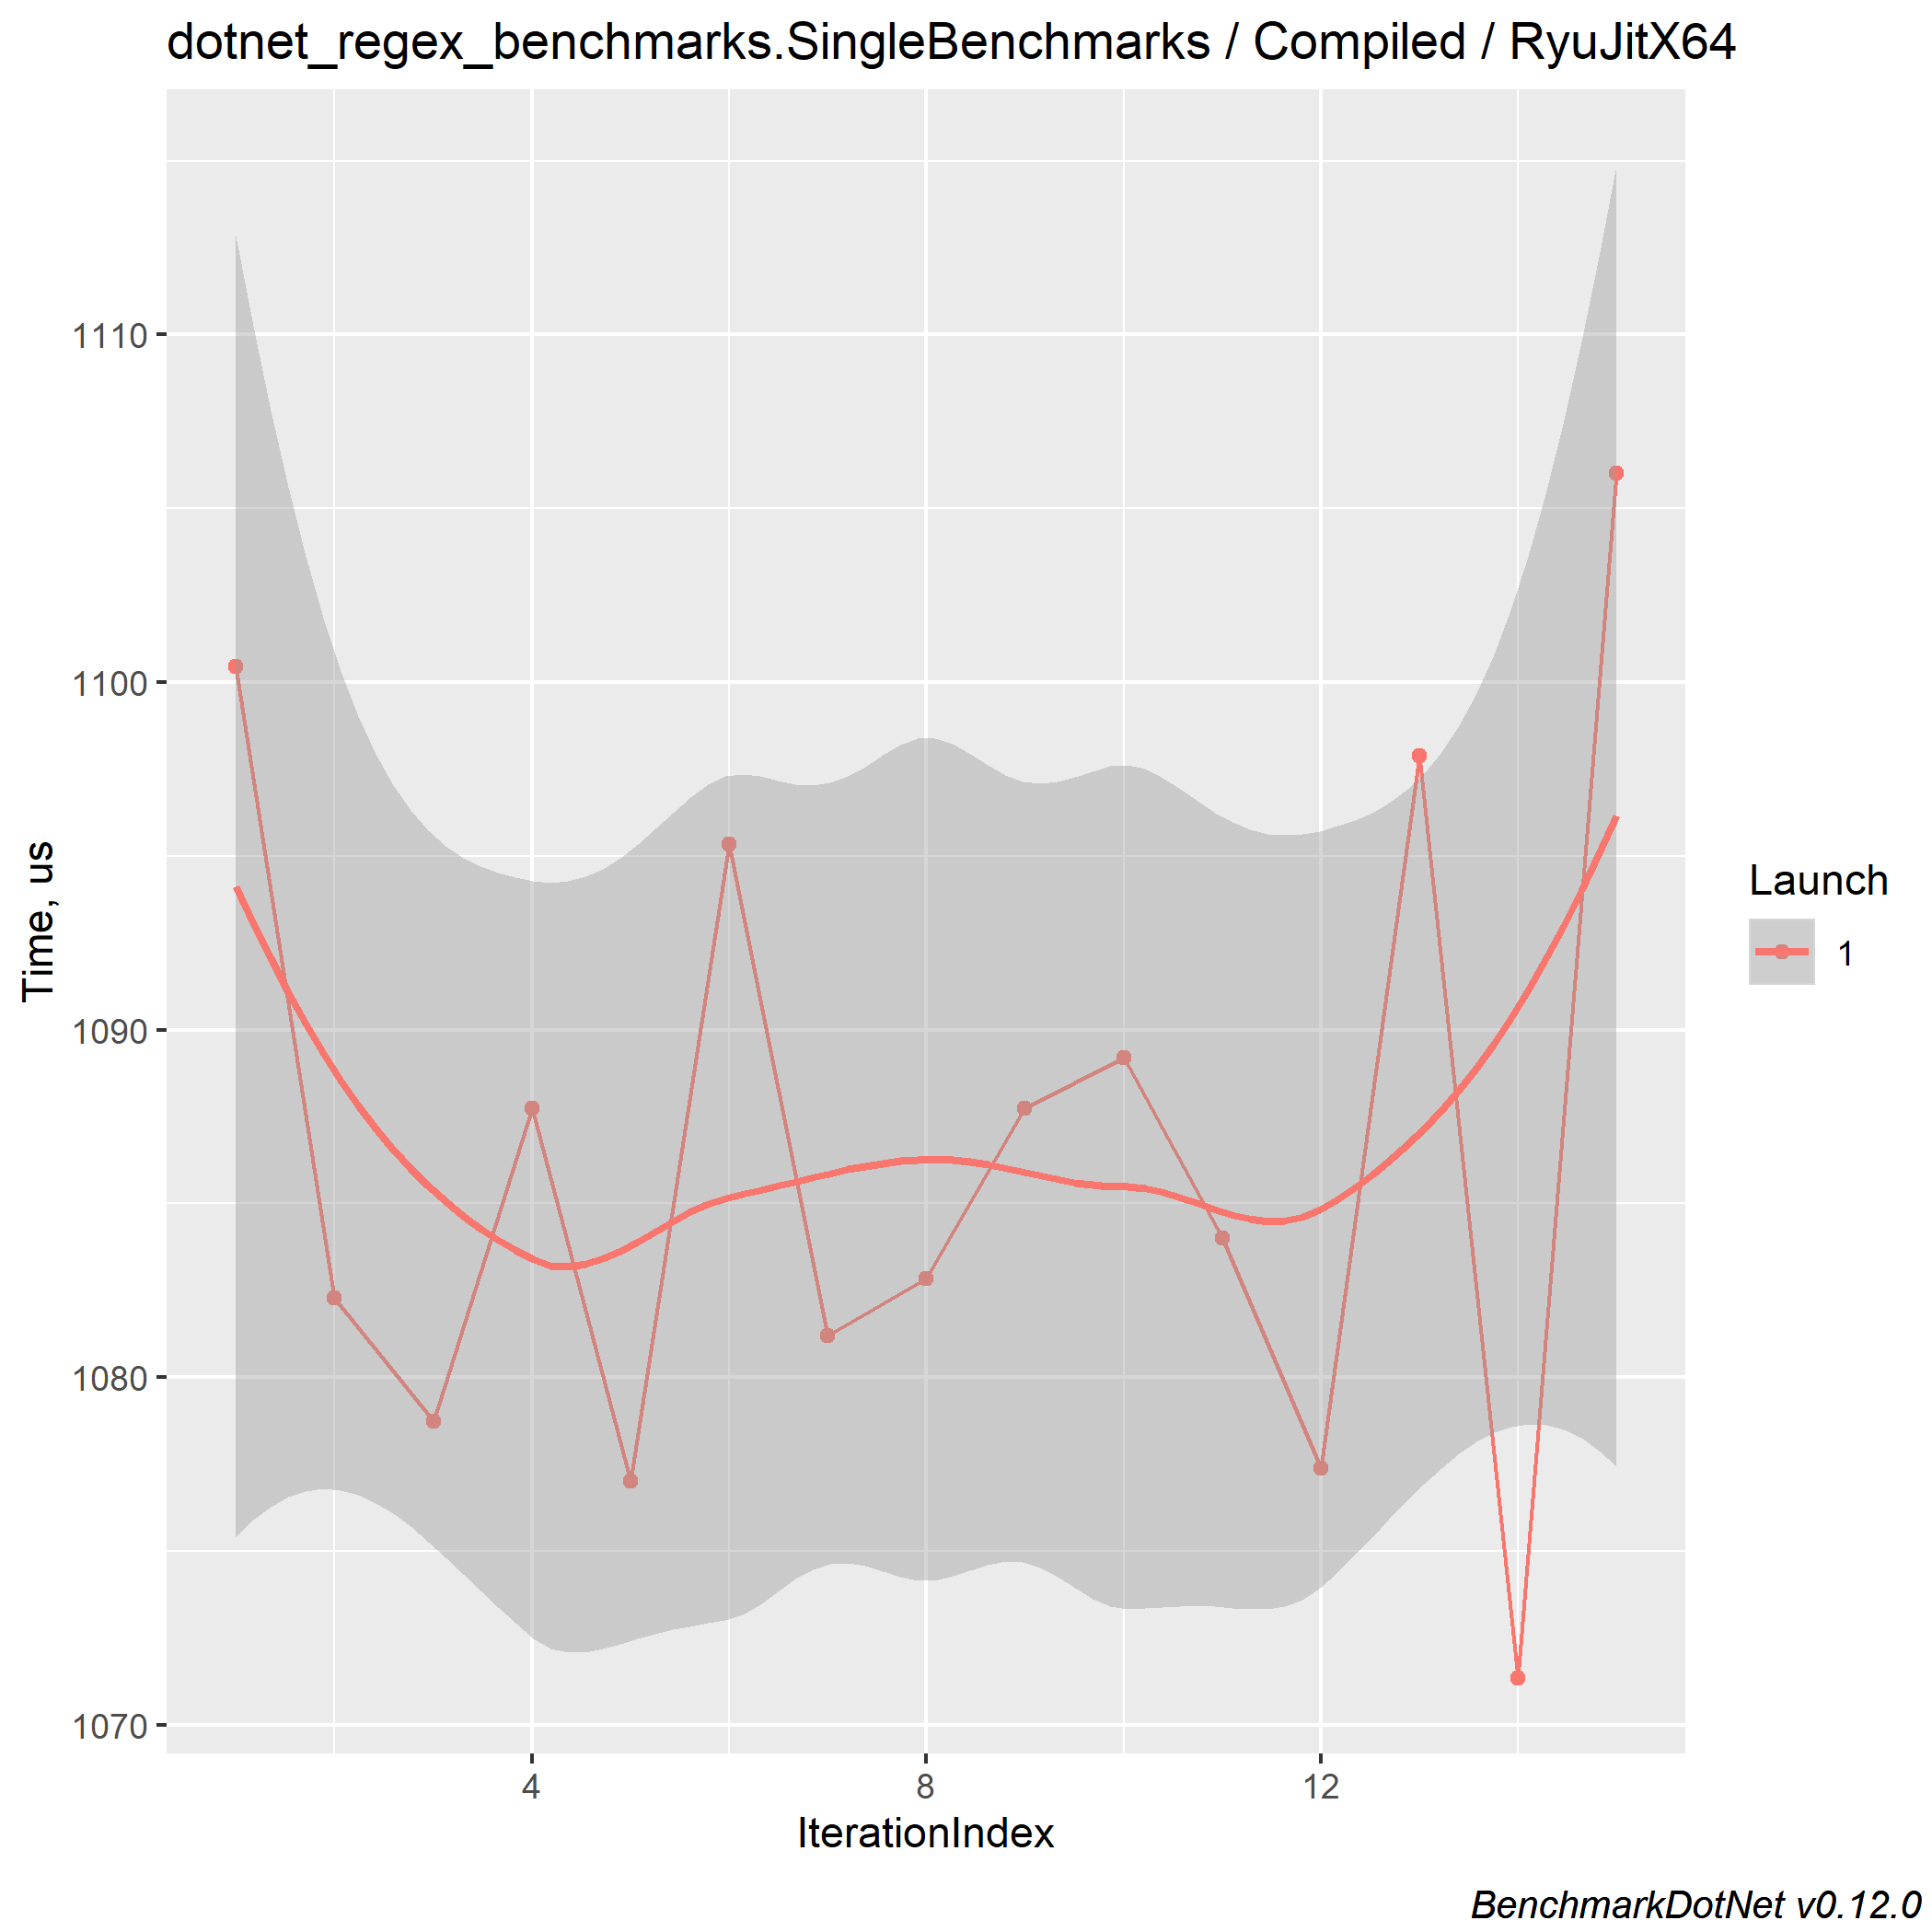 dotnet_regex_benchmarks.SingleBenchmarks / Compiled / RyuJitX64
1110
1100
1090
1080
1070
Time, us
4
8
12
IterationIndex
Launch
1
BenchmarkDotNet v0.12.0